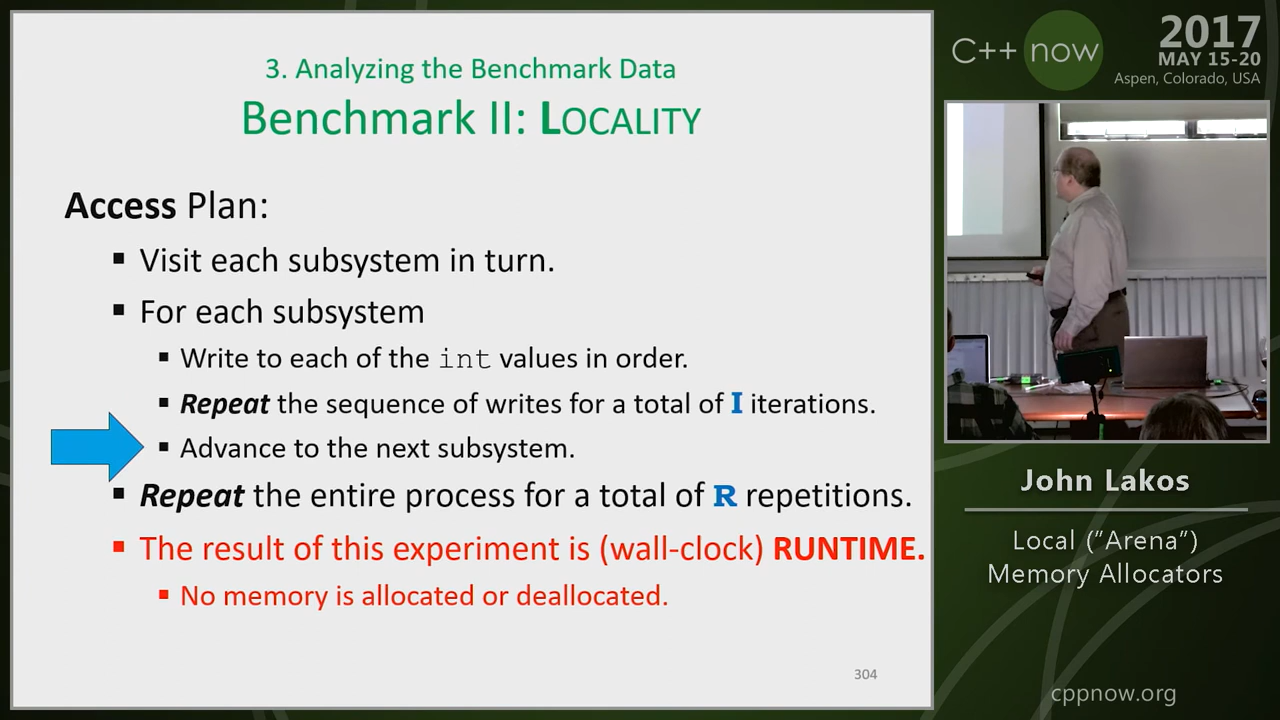 3. Analyzing the Benchmark Data
Benchmark II: LOCALITY
Access Plan:
▪ Visit each subsystem in turn.
▪ For each subsystem
▪ Write to each of the int values in order.
▪ Repeat the sequence of writes for a total of I iterations.
▪ Advance to the next subsystem.
▪ Repeat the entire process for a total of R repetitions.
▪ The result of this experiment is (wall-clock) RUNTIME.
▪ No memory is allocated or deallocated.
304
C++ now
2017
MAY 15-20
Aspen, Colorado, USA
John Lakos
Local ("Arena")
Memory Allocators
cppnow.org